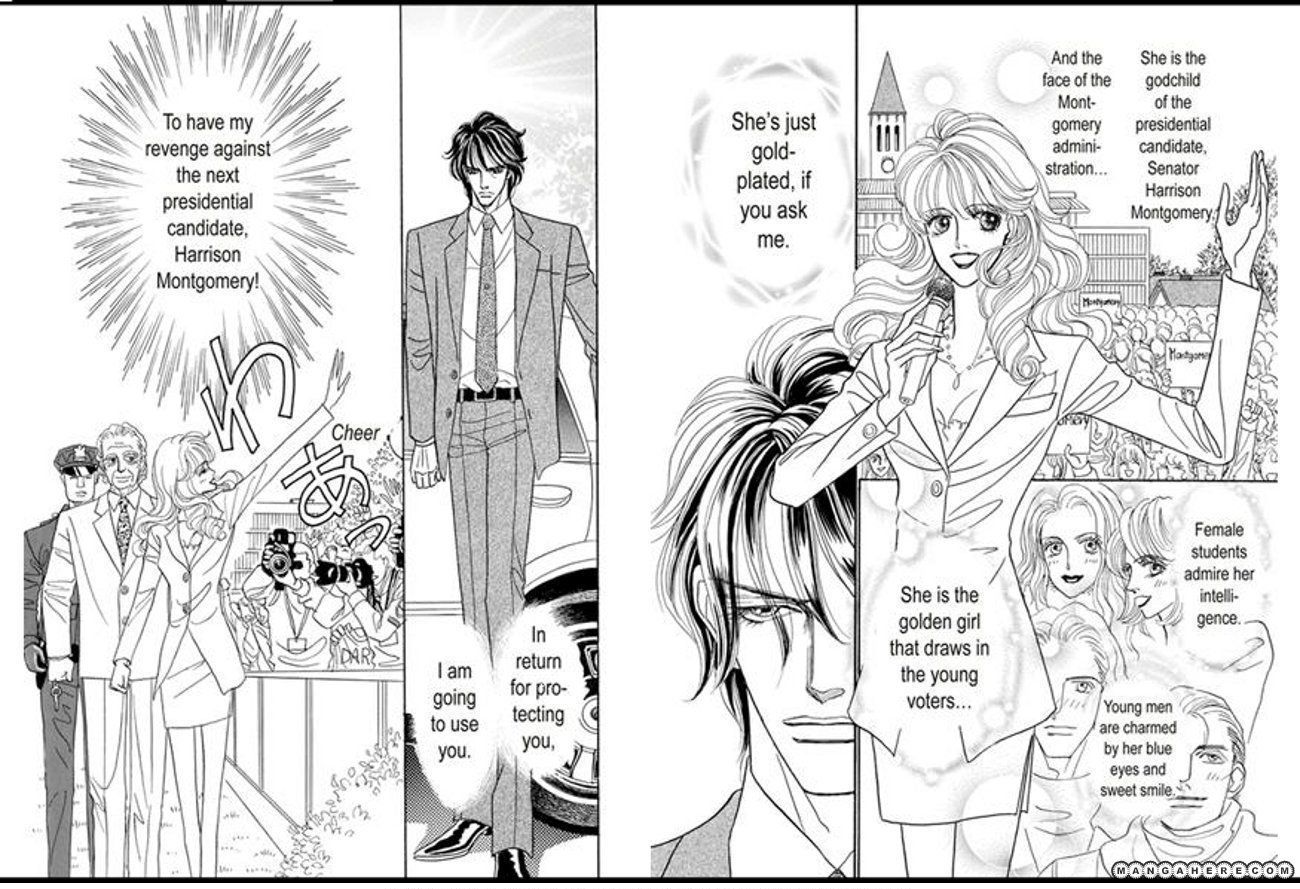 She is the
godchild
of the
presidential
candidate,
Senator
Harrison
Montgomery.
And the
face of the
Mont-
gomery
admini-
stration...
Montgomery
Montgomery
She's just
gold-
plated, if
you ask
me.
Female
students
admire her
intelli-
gence.
She is the
golden girl
that draws in
the young
voters...
Young men
are charmed
by her blue
eyes and
sweet smile.
In
return
for pro-
tecting
you,
I am
going
to use
you.
To have my
revenge against
the next
presidential
candidate,
Harrison
Montgomery!
わあっ
Cheer
DAR
MANGAHERE.COM